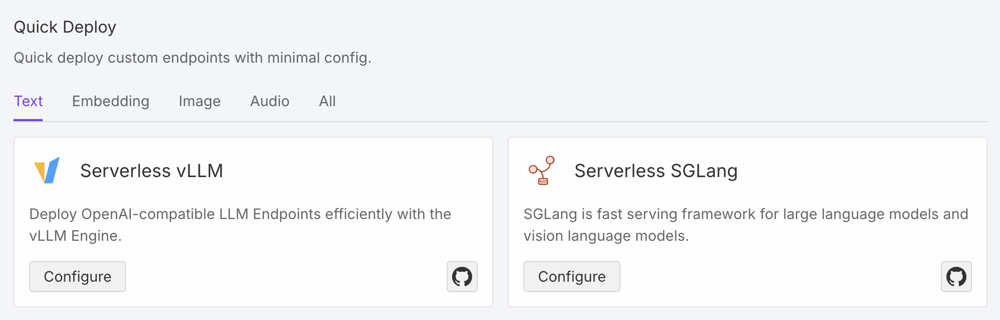 Quick Deploy
Quick deploy custom endpoints with minimal config.
Text Embedding Image Audio All
Serverless vLLM
Deploy OpenAI-compatible LLM Endpoints efficiently with the
vLLM Engine.
Configure
Serverless SGLang
SGLang is fast serving framework for large language models and
vision language models.
Configure